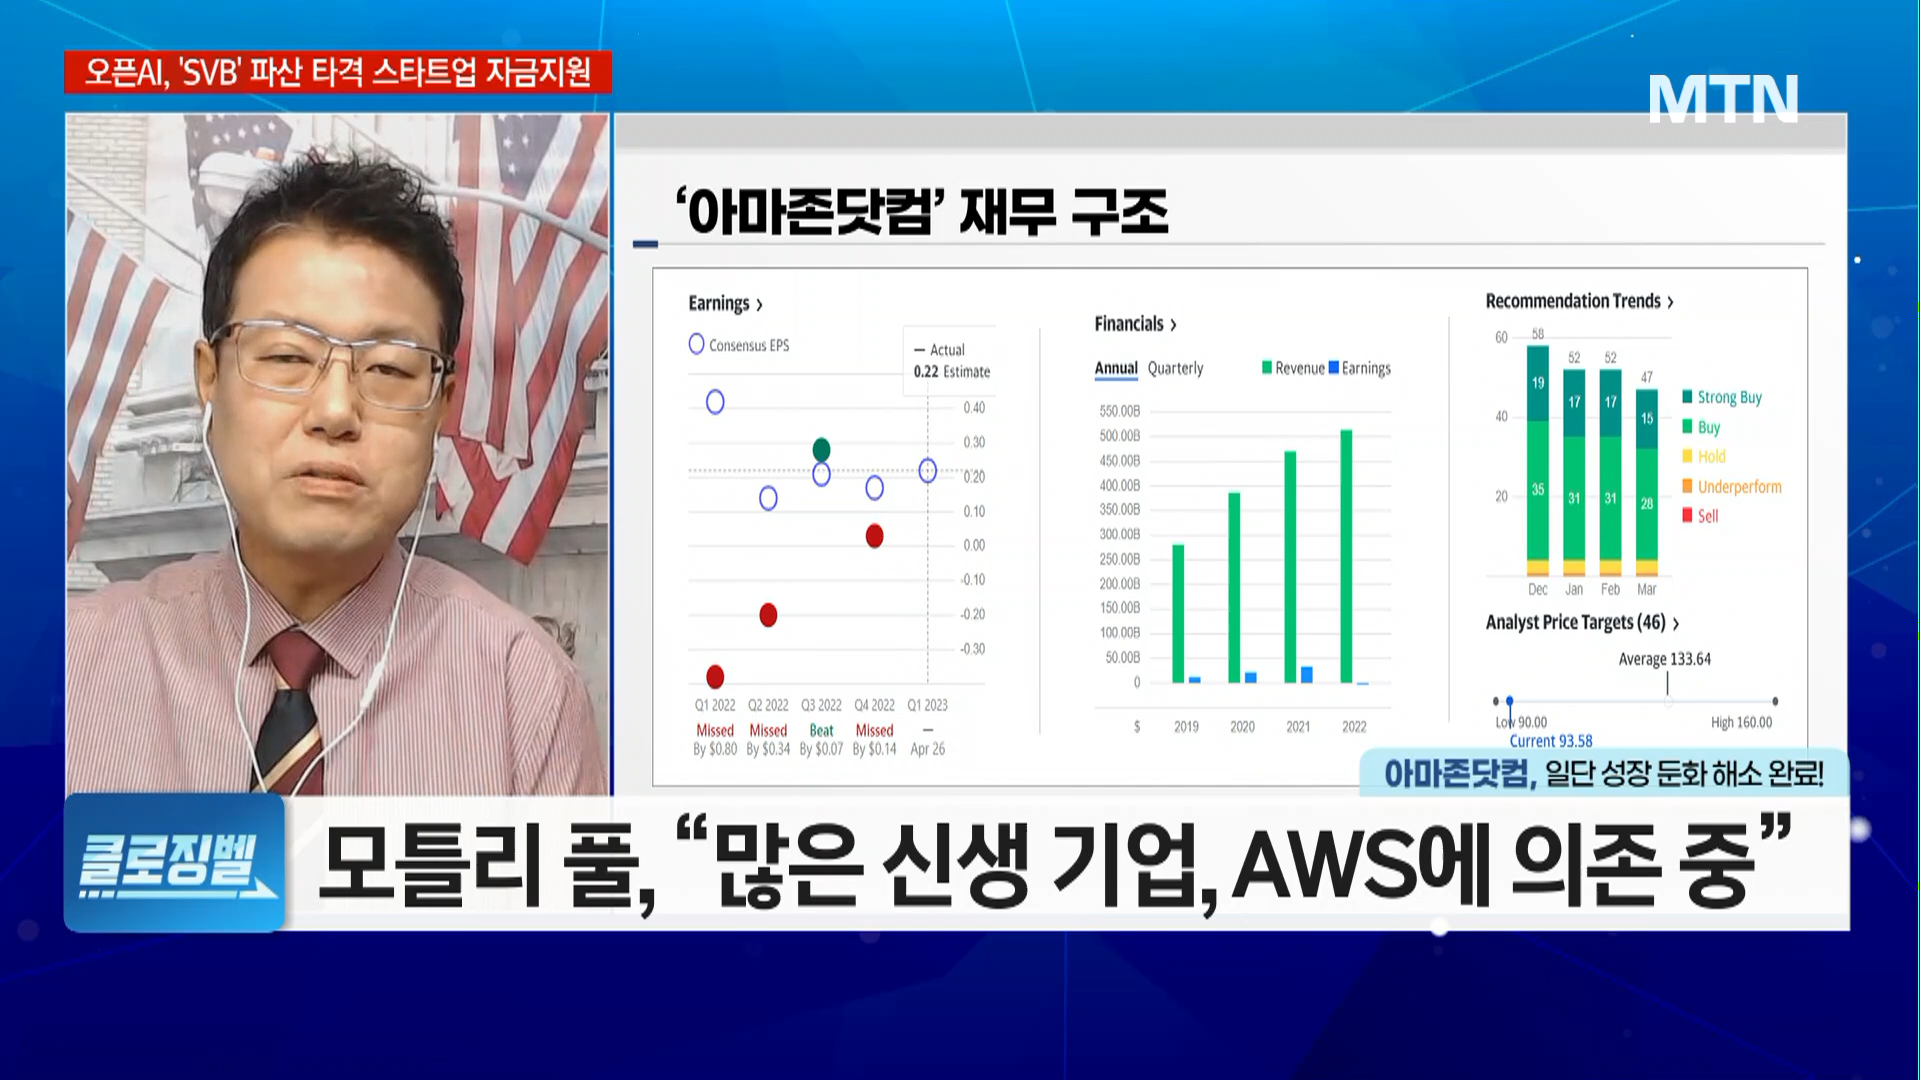 오픈AI, 'SVB' 파산 타격 스타트업 자금지원
MTN
‘아마존닷컴’ 재무 구조
Earnings >
Consensus EPS
— Actual
0.22 Estimate
0.40
0.30
0.20
0.10
0.00
-0.10
-0.20
-0.30
Q1 2022 Q2 2022 Q3 2022 Q4 2022 Q1 2023
Missed Missed Beat Missed —
By $0.80 By $0.34 By $0.07 By $0.14 Apr 26
Financials >
Annual Quarterly
Revenue Earnings
550.00B
500.00B
450.00B
400.00B
350.00B
300.00B
250.00B
200.00B
150.00B
100.00B
50.00B
0
$ 2019 2020 2021 2022
Recommendation Trends >
60
40
20
58 52 52 47
19 17 17 15
35 31 31 28
Dec Jan Feb Mar
Strong Buy
Buy
Hold
Underperform
Sell
Analyst Price Targets (46) >
Average 133.64
Low 90.00 High 160.00
Current 93.58
아마존닷컴, 일단 성장 둔화 해소 완료!
클로징벨
모틀리 풀, “많은 신생 기업, AWS에 의존 중”